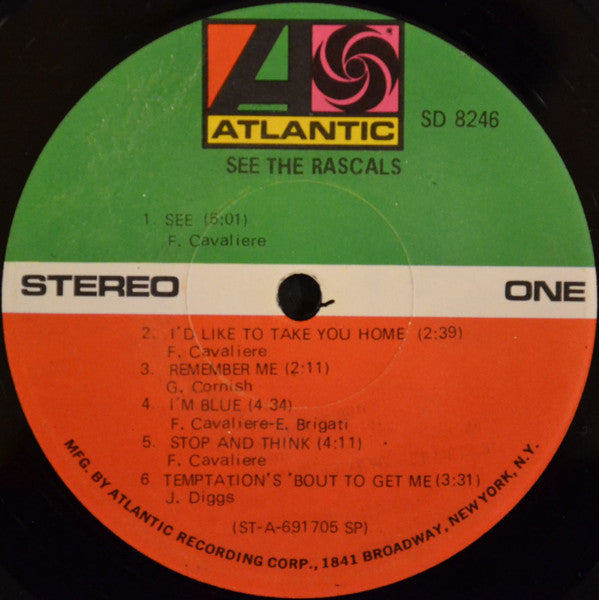 ATLANTIC
SD 8246
SEE THE RASCALS
1. SEE (5:01)
F. Cavaliere
STEREO
ONE
2. I'D LIKE TO TAKE YOU HOME (2:39)
F. Cavaliere
3. REMEMBER ME (2:11)
G. Cornish
4 I'M BLUE (4 34)
F. Cavaliere-E. Brigati
5 STOP AND THINK (4:11)
F. Cavaliere
6 TEMPTATION'S 'BOUT TO GET ME (3:31)
J. Diggs
(ST-A-691705 SP)
MFG. BY ATLANTIC RECORDING CORP., 1841 BROADWAY, NEW YORK, N.Y.